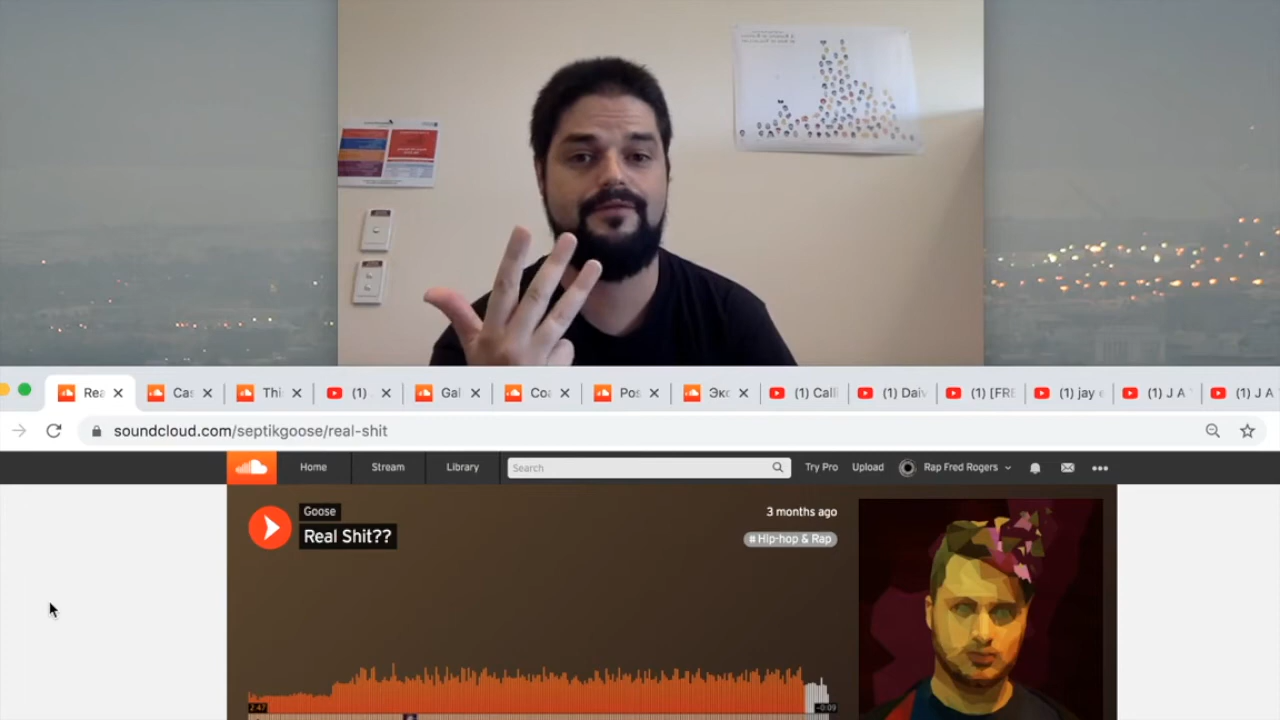 Rea
Cas
Thi
(1)
Gal
Coa
Pos
Экс
(1) Calli
(1) Daiv
(1) [FRE
(1) jay e
(1) J A
(1) J A
soundcloud.com/septikgoose/real-shit
Home
Stream
Library
Search
Try Pro
Upload
Rap Fred Rogers
Goose
3 months ago
Real Shit??
# Hip-hop & Rap
2:47
-0:09